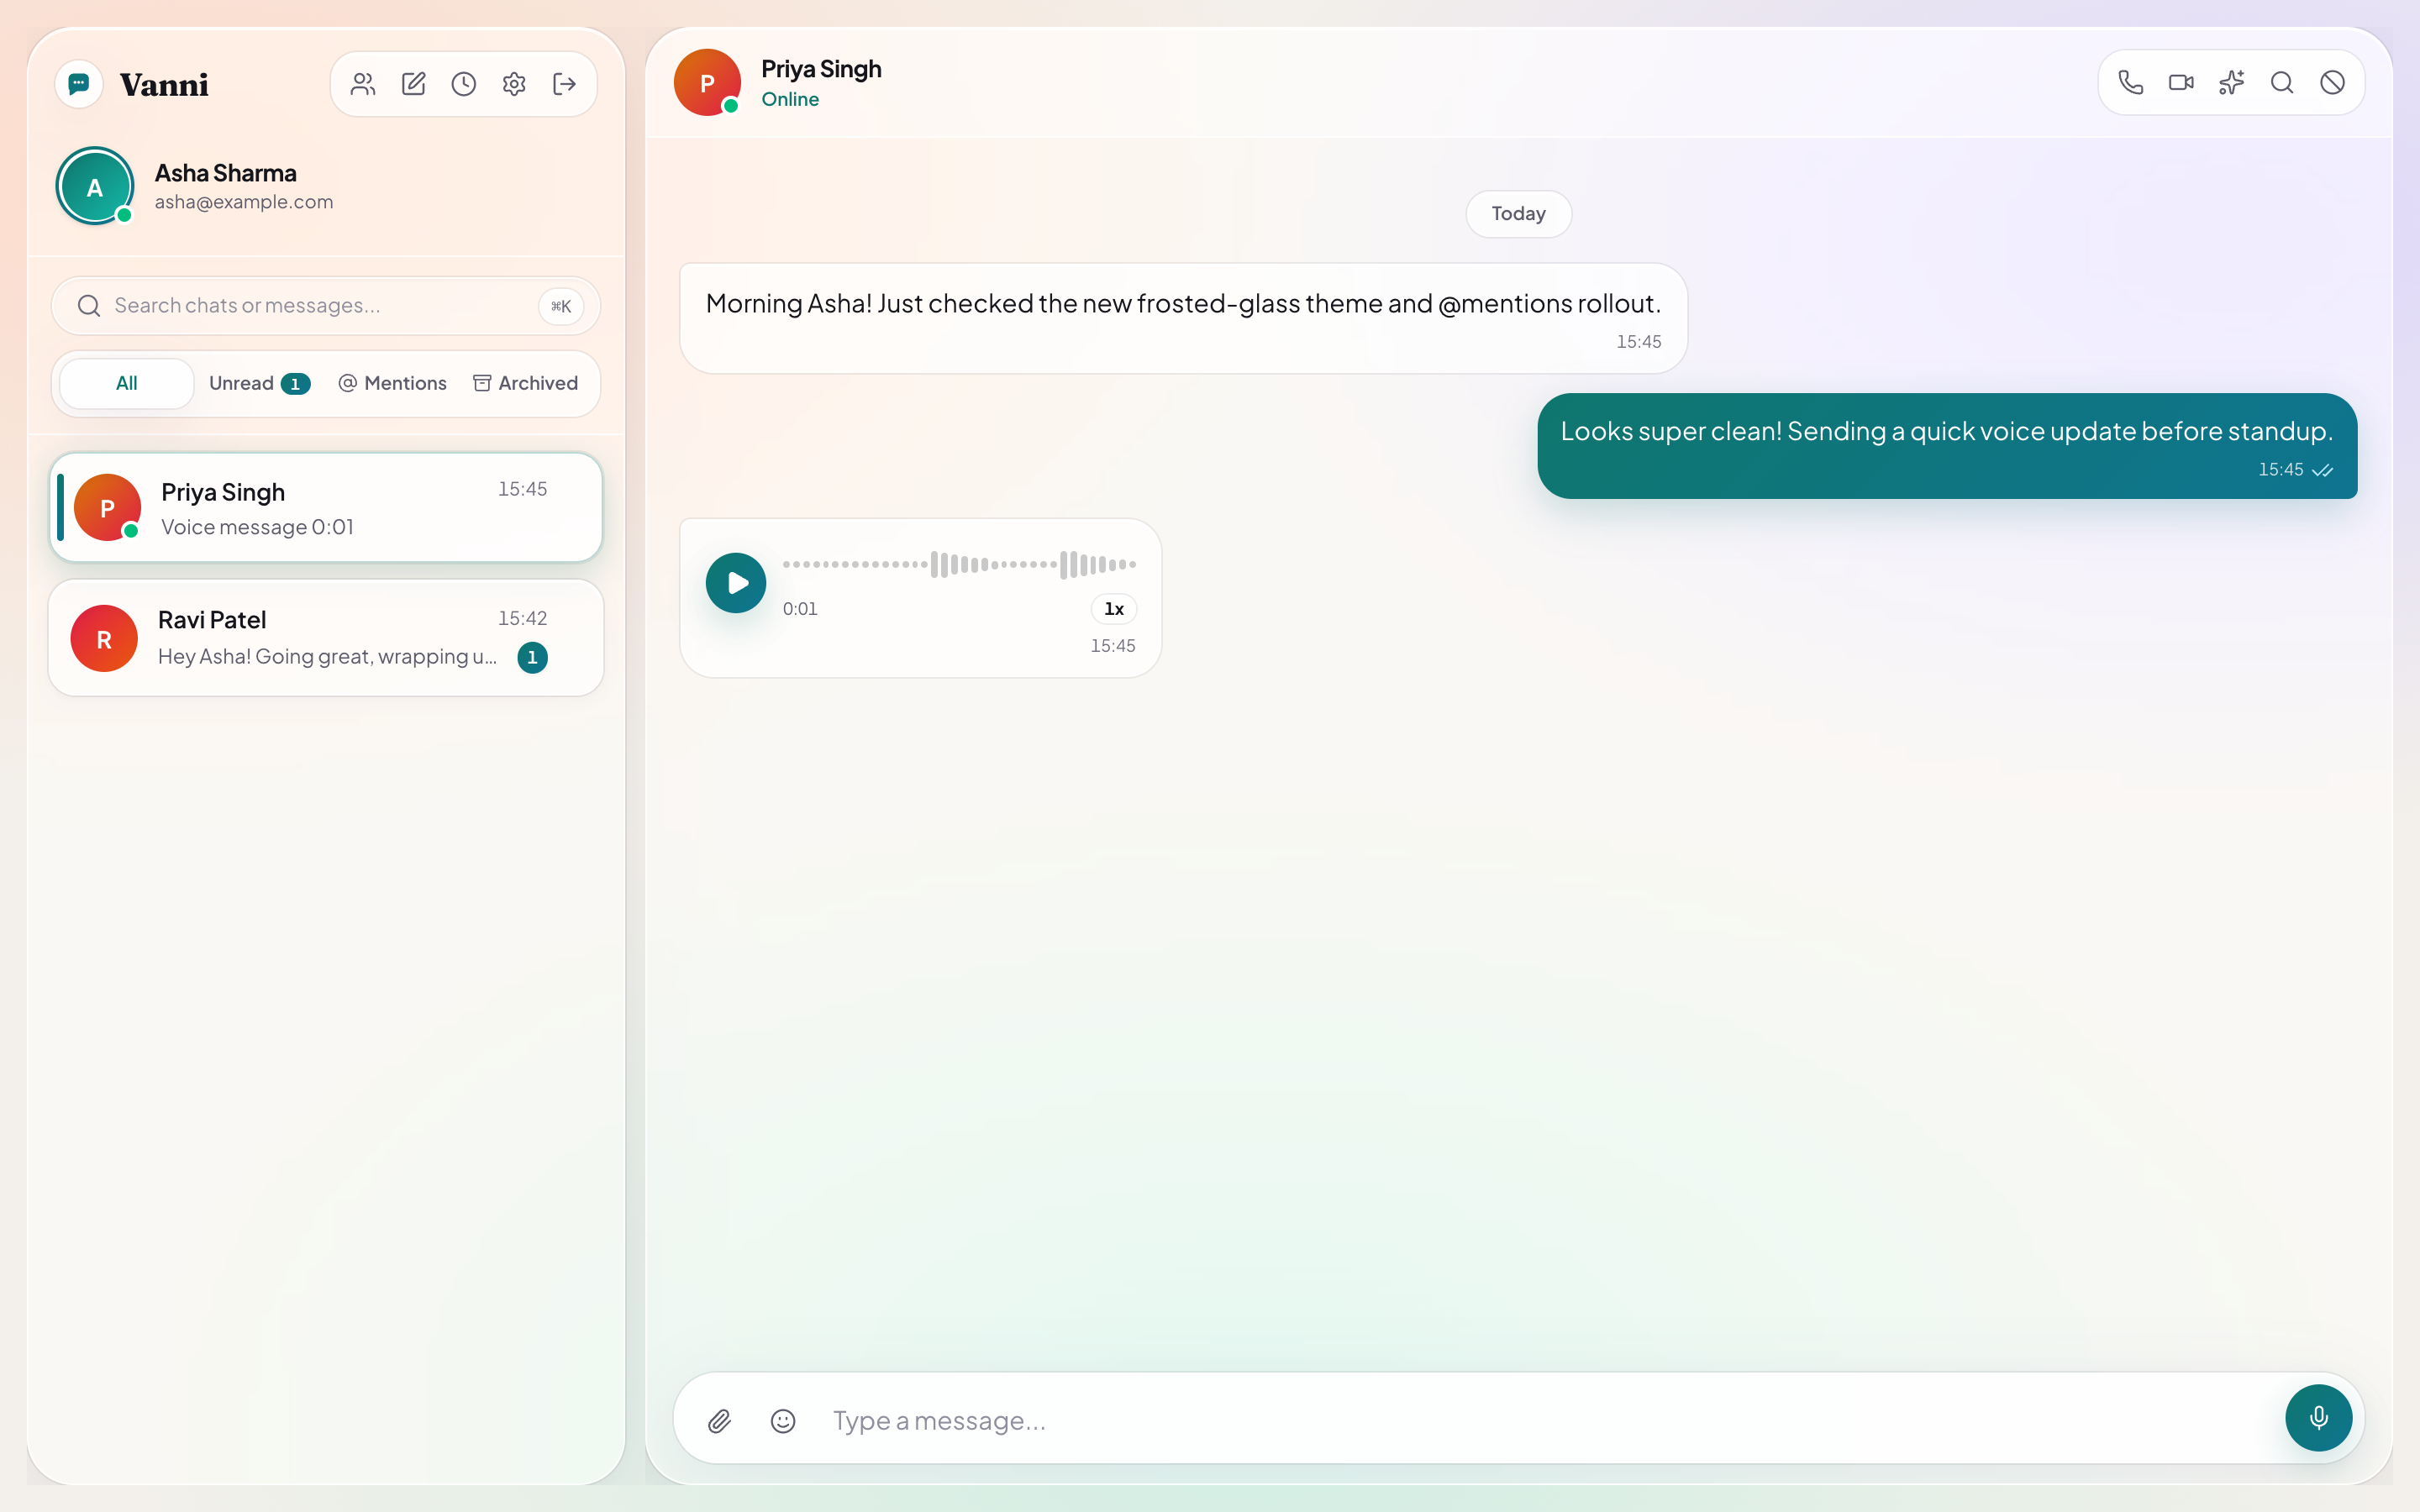 Vanni
Asha Sharma
asha@example.com
A
Search chats or messages...
⌘K
All
Unread 1
Mentions
Archived
P
Priya Singh
15:45
Voice message 0:01
R
Ravi Patel
15:42
Hey Asha! Going great, wrapping u...
1
P
Priya Singh
Online
Today
Morning Asha! Just checked the new frosted-glass theme and @mentions rollout.
15:45
Looks super clean! Sending a quick voice update before standup.
15:45
0:01
1x
15:45
Type a message...